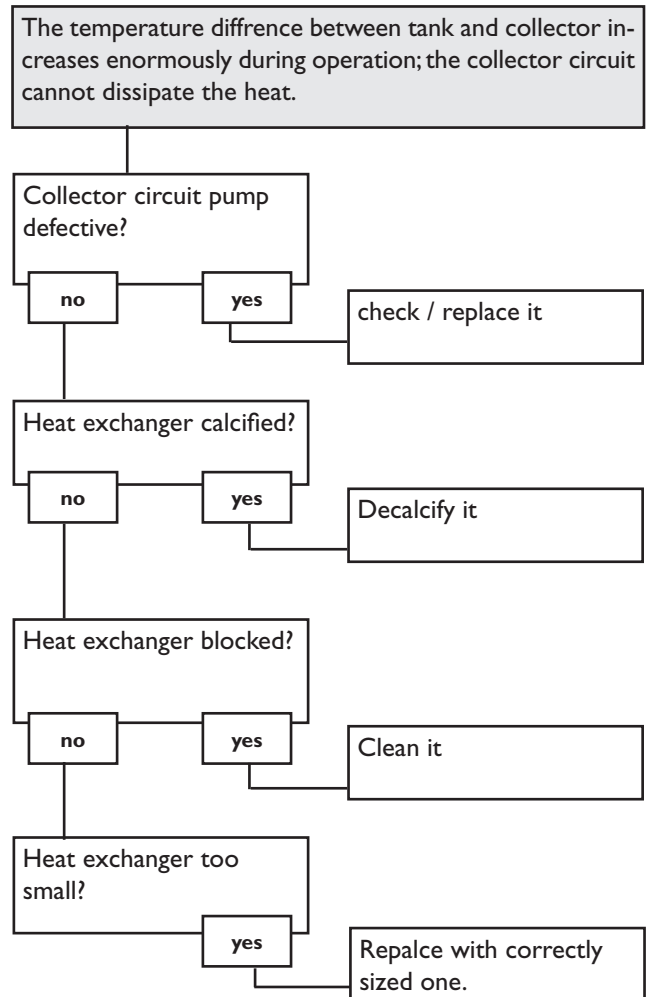 The temperature diffrence between tank and collector in-
creases enormously during operation; the collector circuit
cannot dissipate the heat.
Collector circuit pump
defective?
no
yes
check / replace it
Heat exchanger calcified?
no
yes
Decalcify it
Heat exchanger blocked?
no
yes
Clean it
Heat exchanger too
small?
yes
Repalce with correctly
sized one.